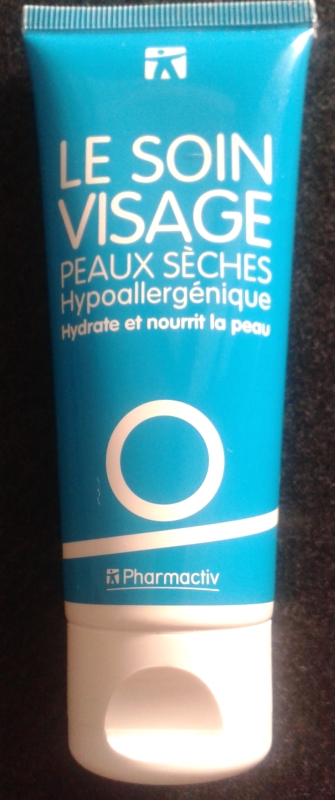 LE SOIN
VISAGE
PEAUX SÈCHES
Hypoallergénique
Hydrate et nourrit la peau
Pharmactiv